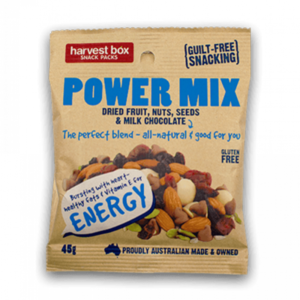 harvest box
SNACK PACKS
GUILT-FREE
SNACKING
POWER MIX
DRIED FRUIT, NUTS, SEEDS
& MILK CHOCOLATE
The perfect blend - all-natural & good for you
GLUTEN
FREE
Bursting with heart-
healthy fats & Vitamin E for
ENERGY
45g
PROUDLY AUSTRALIAN MADE & OWNED